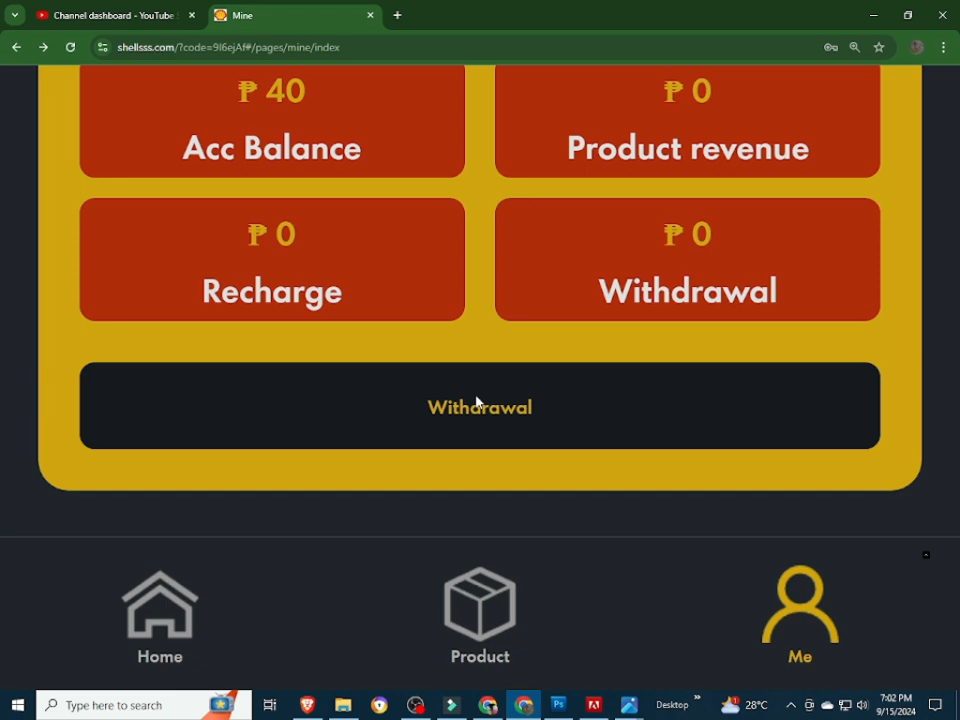 Channel dashboard - YouTube
Mine
shellsss.com/?code=9l6ejAf#/pages/mine/index
₱ 40
Acc Balance
₱ 0
Product revenue
₱ 0
Recharge
₱ 0
Withdrawal
Withdrawal
Home
Product
Me
Type here to search
Desktop
28°C
7:02 PM
9/15/2024